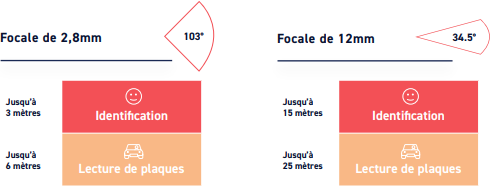 Focale de 2,8mm
103°
Jusqu'à
3 mètres
Identification
Jusqu'à
6 mètres
Lecture de plaques
Focale de 12mm
34.5°
Jusqu'à
15 mètres
Identification
Jusqu'à
25 mètres
Lecture de plaques